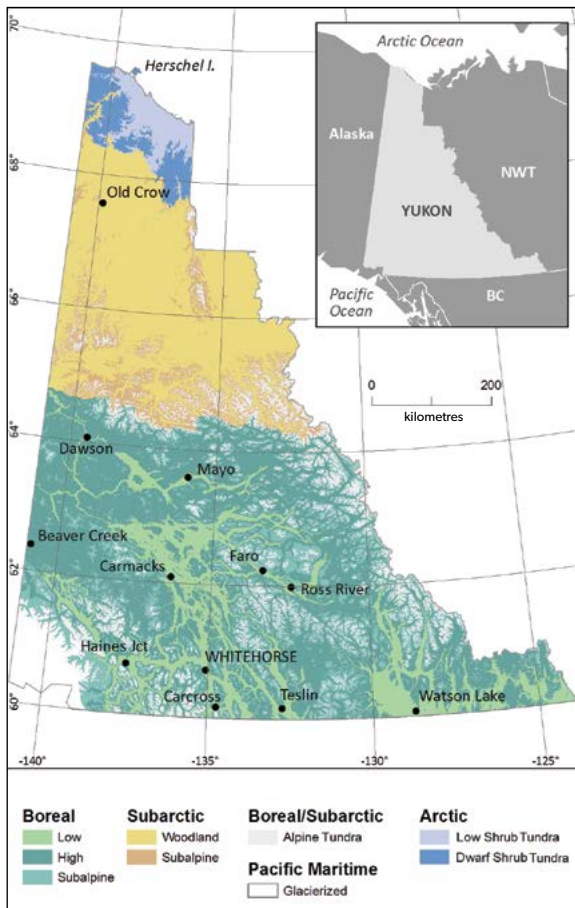 Arctic Ocean
Alaska
NWT
YUKON
Pacific
Ocean
BC
Herschel I.
Old Crow
0 200
kilometres
Dawson
Mayo
Beaver Creek
Faro
Carmacks
Ross River
Haines Jct
WHITEHORSE
Carcross
Teslin
Watson Lake
70°
68°
66°
64°
62°
60°
-140° -135° -130° -125°
Boreal
Low
High
Subalpine
Subarctic
Woodland
Subalpine
Boreal/Subarctic
Alpine Tundra
Pacific Maritime
Glacierized
Arctic
Low Shrub Tundra
Dwarf Shrub Tundra